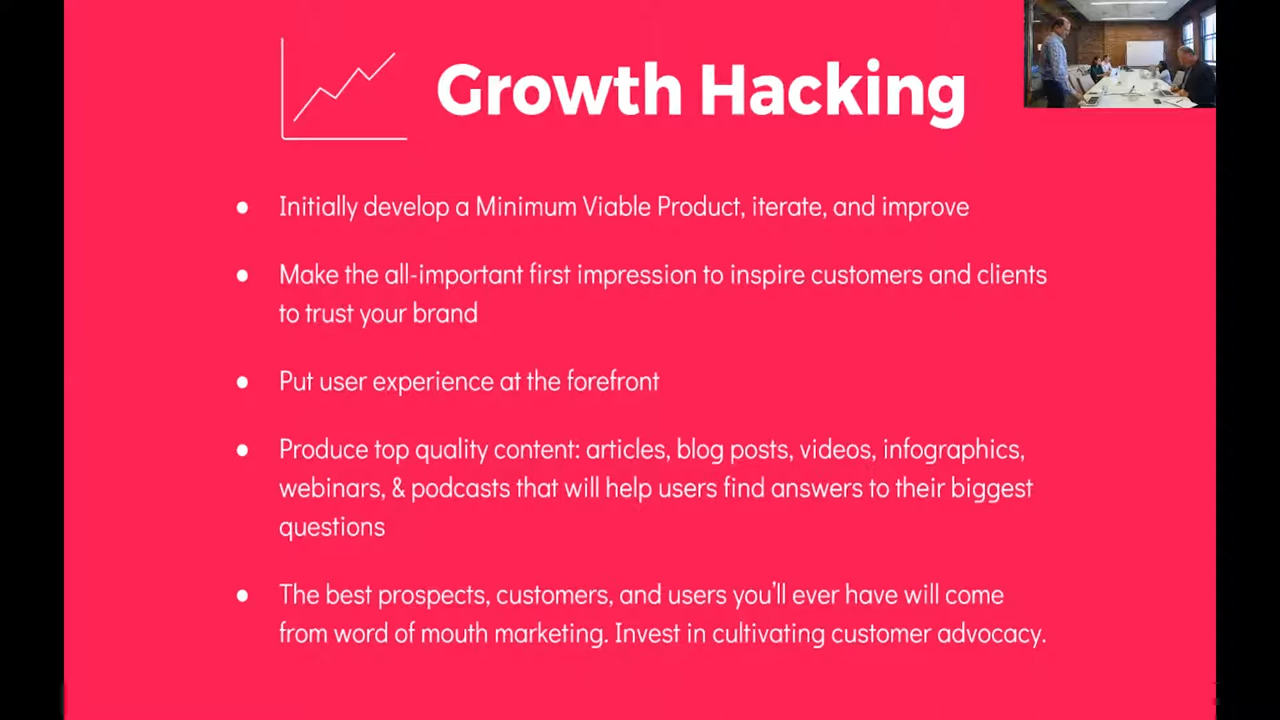 Growth Hacking
● Initially develop a Minimum Viable Product, iterate, and improve
● Make the all-important first impression to inspire customers and clients
to trust your brand
● Put user experience at the forefront
● Produce top quality content: articles, blog posts, videos, infographics,
webinars, & podcasts that will help users find answers to their biggest
questions
● The best prospects, customers, and users you'll ever have will come
from word of mouth marketing. Invest in cultivating customer advocacy.